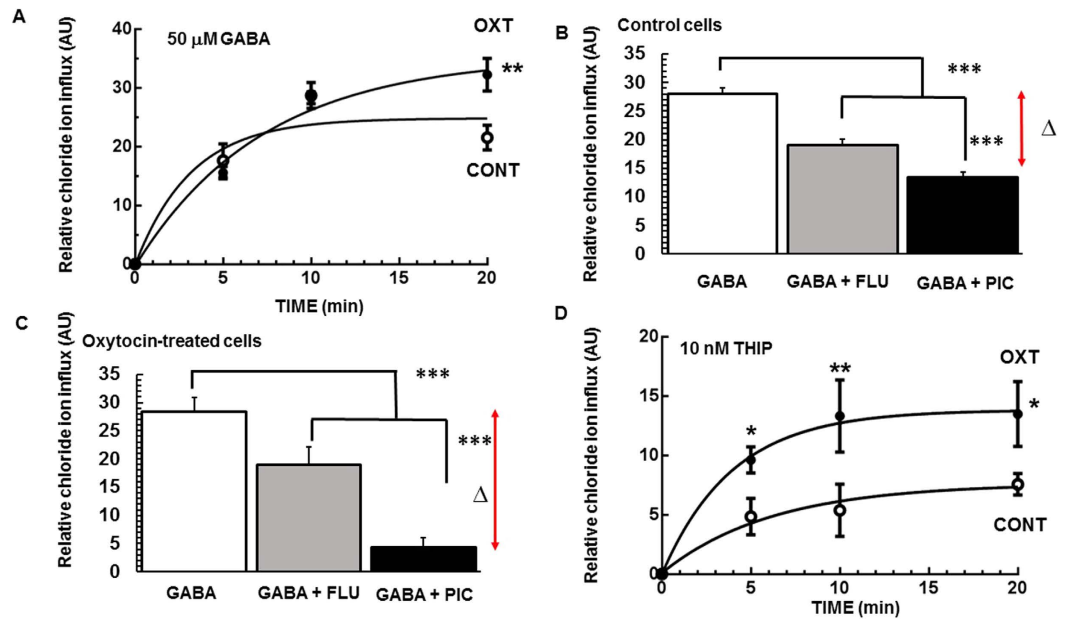 A
50 μM GABA
OXT
**
CONT
Relative chloride ion influx (AU)
40
30
20
10
0
0
5
10
15
20
TIME (min)
B
Control cells
Relative chloride ion influx (AU)
35
30
25
20
15
10
5
0
***
***
Δ
GABA
GABA + FLU
GABA + PIC
C
Oxytocin-treated cells
Relative chloride ion influx (AU)
35
30
25
20
15
10
5
0
***
***
Δ
GABA
GABA + FLU
GABA + PIC
D
10 nM THIP
OXT
**
*
*
CONT
Relative chloride ion influx (AU)
20
15
10
5
0
0
5
10
15
20
TIME (min)